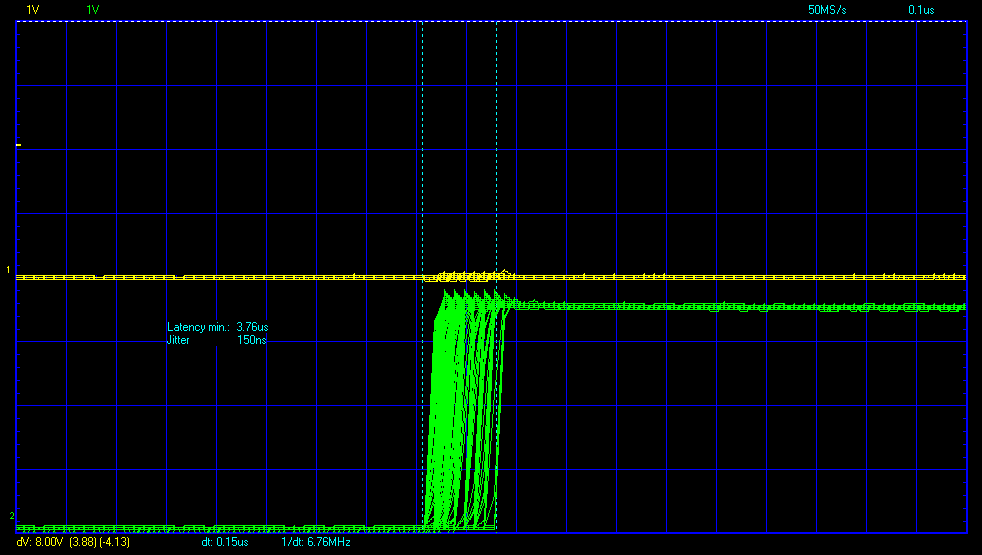 1V 1V 50MS/s 0.1us
1
Latency min.: 3.76us
Jitter 150ns
2
dV: 8.00V (3.88) (-4.13) dt: 0.15us 1/dt: 6.76MHz